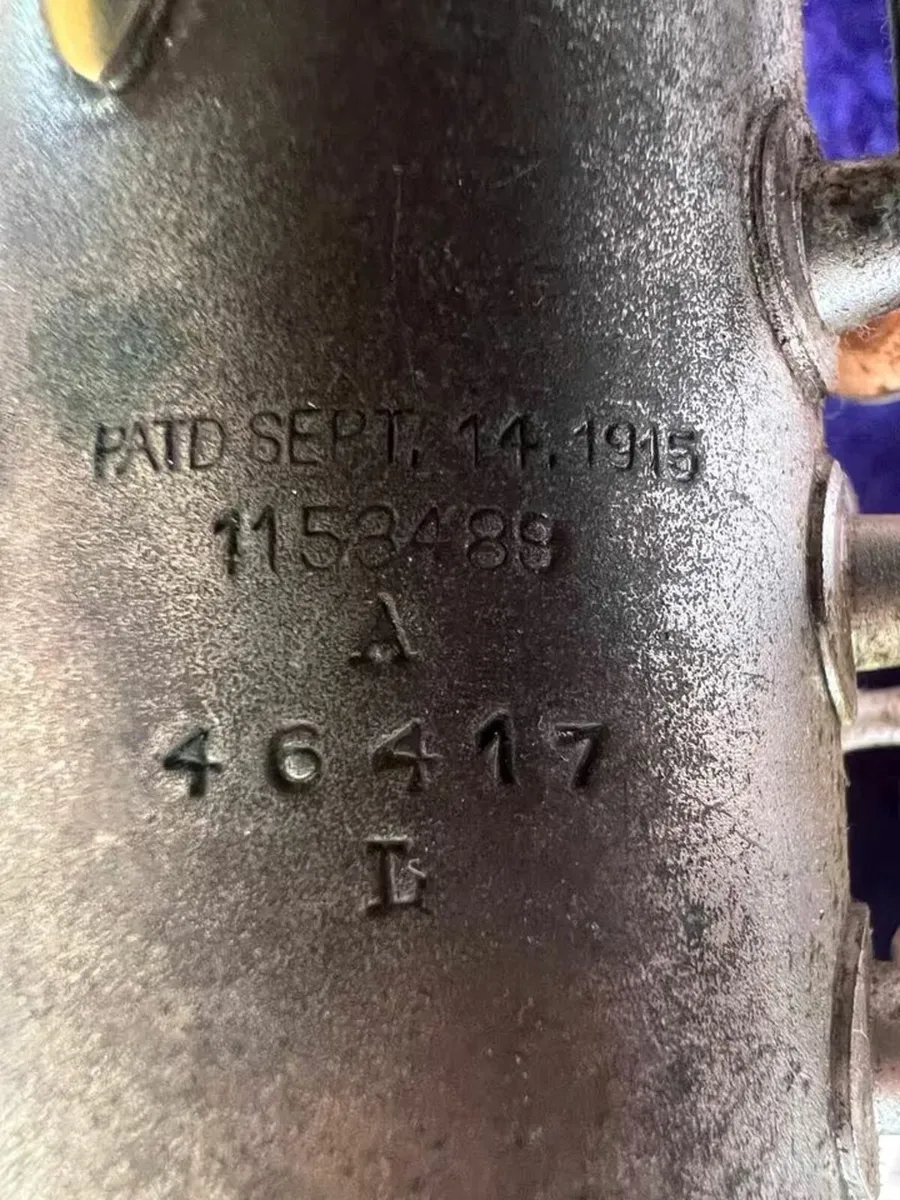 PATD SEPT. 14. 1915
1153489
A
46417
L